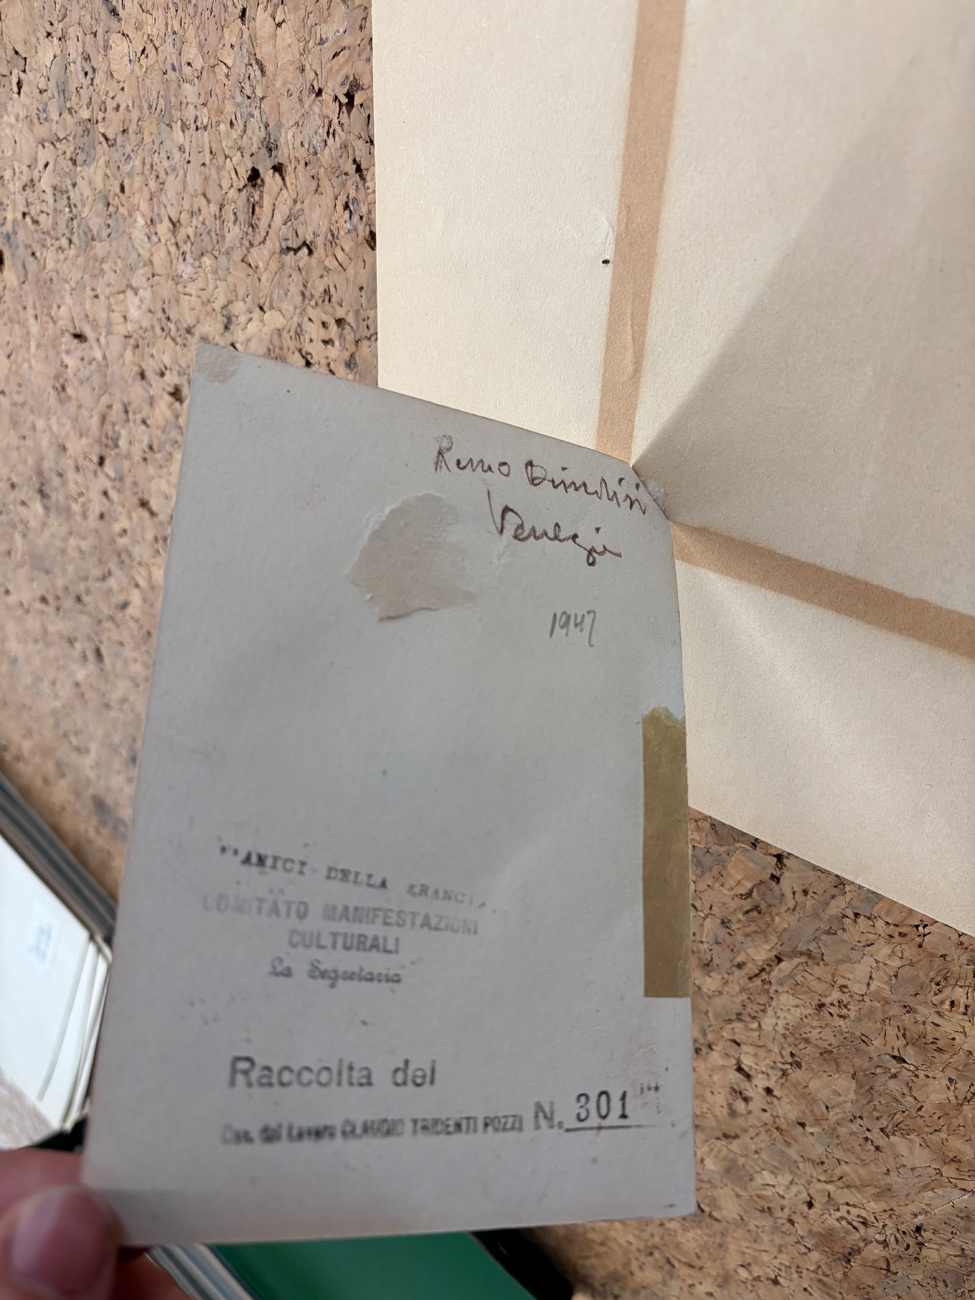 Remo Brindisi
Venezia
1947
"AMICI DELLA FRANCIA"
COMITATO MANIFESTAZIONI
CULTURALI
La Segretaria
Raccolta del
Cav. del Lavoro CLAUDIO TRIDENTI POZZI N. 301